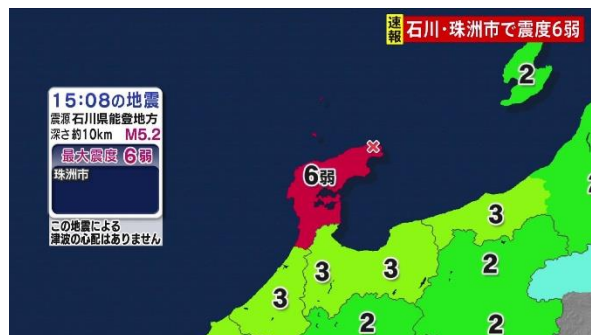 速報 石川・珠洲市で震度6弱
15:08の地震
震源 石川県能登地方
深さ 約10km M5.2
最大震度 6弱
珠洲市
この地震による
津波の心配はありません
2
6弱
3
2
3
3
3
2
2
2